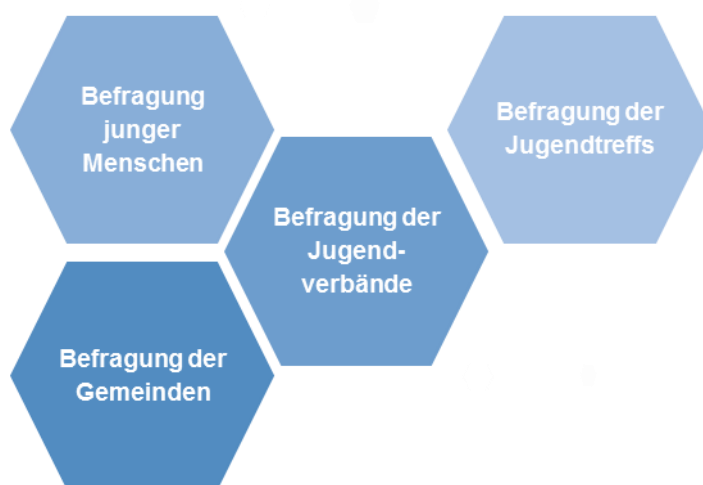 Befragung
junger
Menschen
Befragung der
Jugendtreffs
Befragung der
Jugend-
verbände
Befragung der
Gemeinden